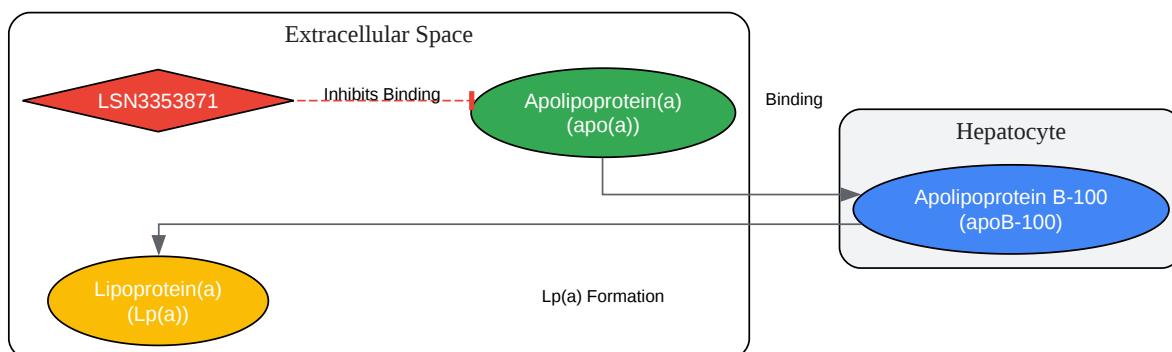 Extracellular Space
LSN3353871
Inhibits Binding
Apolipoprotein(a)
(apo(a))
Binding
Hepatocyte
Apolipoprotein B-100
(apoB-100)
Lipoprotein(a)
(Lp(a))
Lp(a) Formation